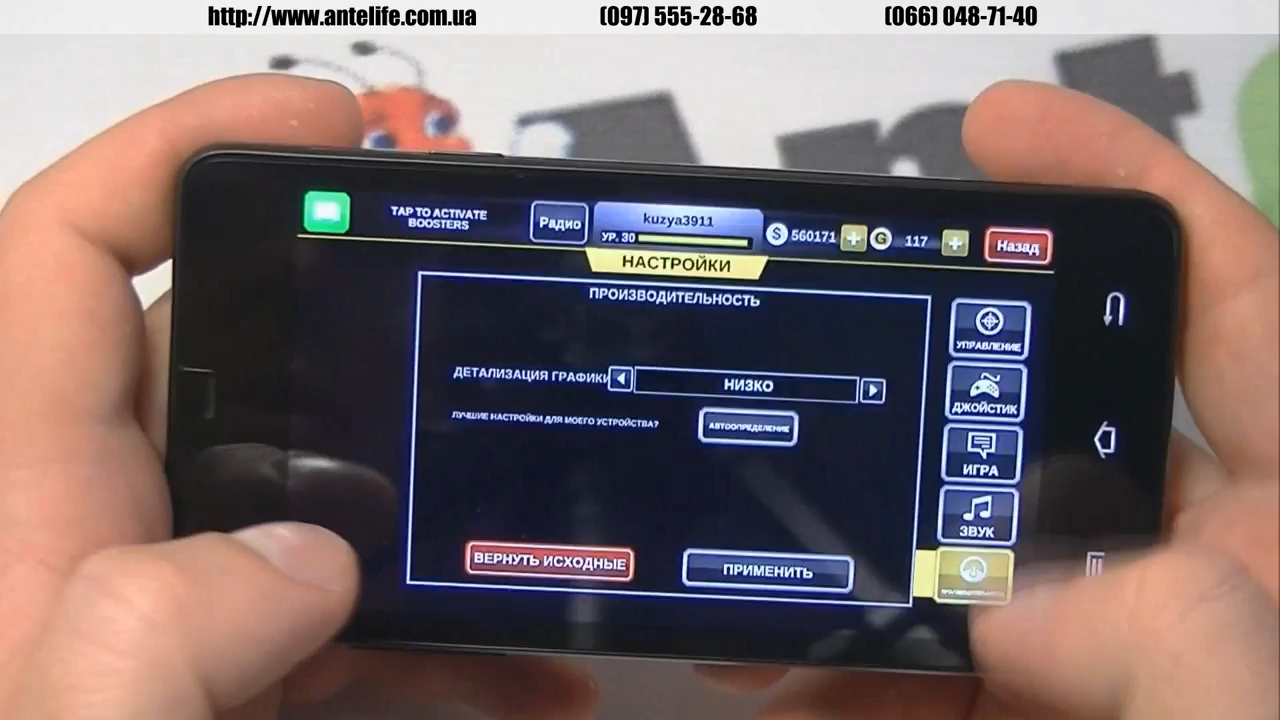 http://www.antelife.com.ua (097) 555-28-68 (066) 048-71-40
TAP TO ACTIVATE
BOOSTERS
Радио
kuzya3911
УР. 30
S 560171 + G 117 +
Назад
НАСТРОЙКИ
ПРОИЗВОДИТЕЛЬНОСТЬ
УПРАВЛЕНИЕ
ДЕТАЛИЗАЦИЯ ГРАФИКИ
НИЗКО
ДЖОЙСТИК
ЛУЧШИЕ НАСТРОЙКИ ДЛЯ МОЕГО УСТРОЙСТВА?
АВТООПРЕДЕЛЕНИЕ
ИГРА
ЗВУК
ВЕРНУТЬ ИСХОДНЫЕ
ПРИМЕНИТЬ